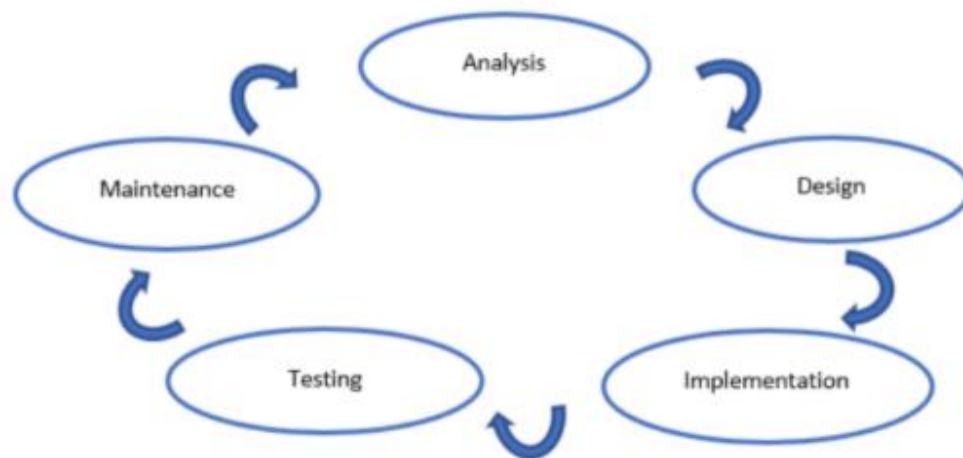 Analysis
Design
Implementation
Testing
Maintenance